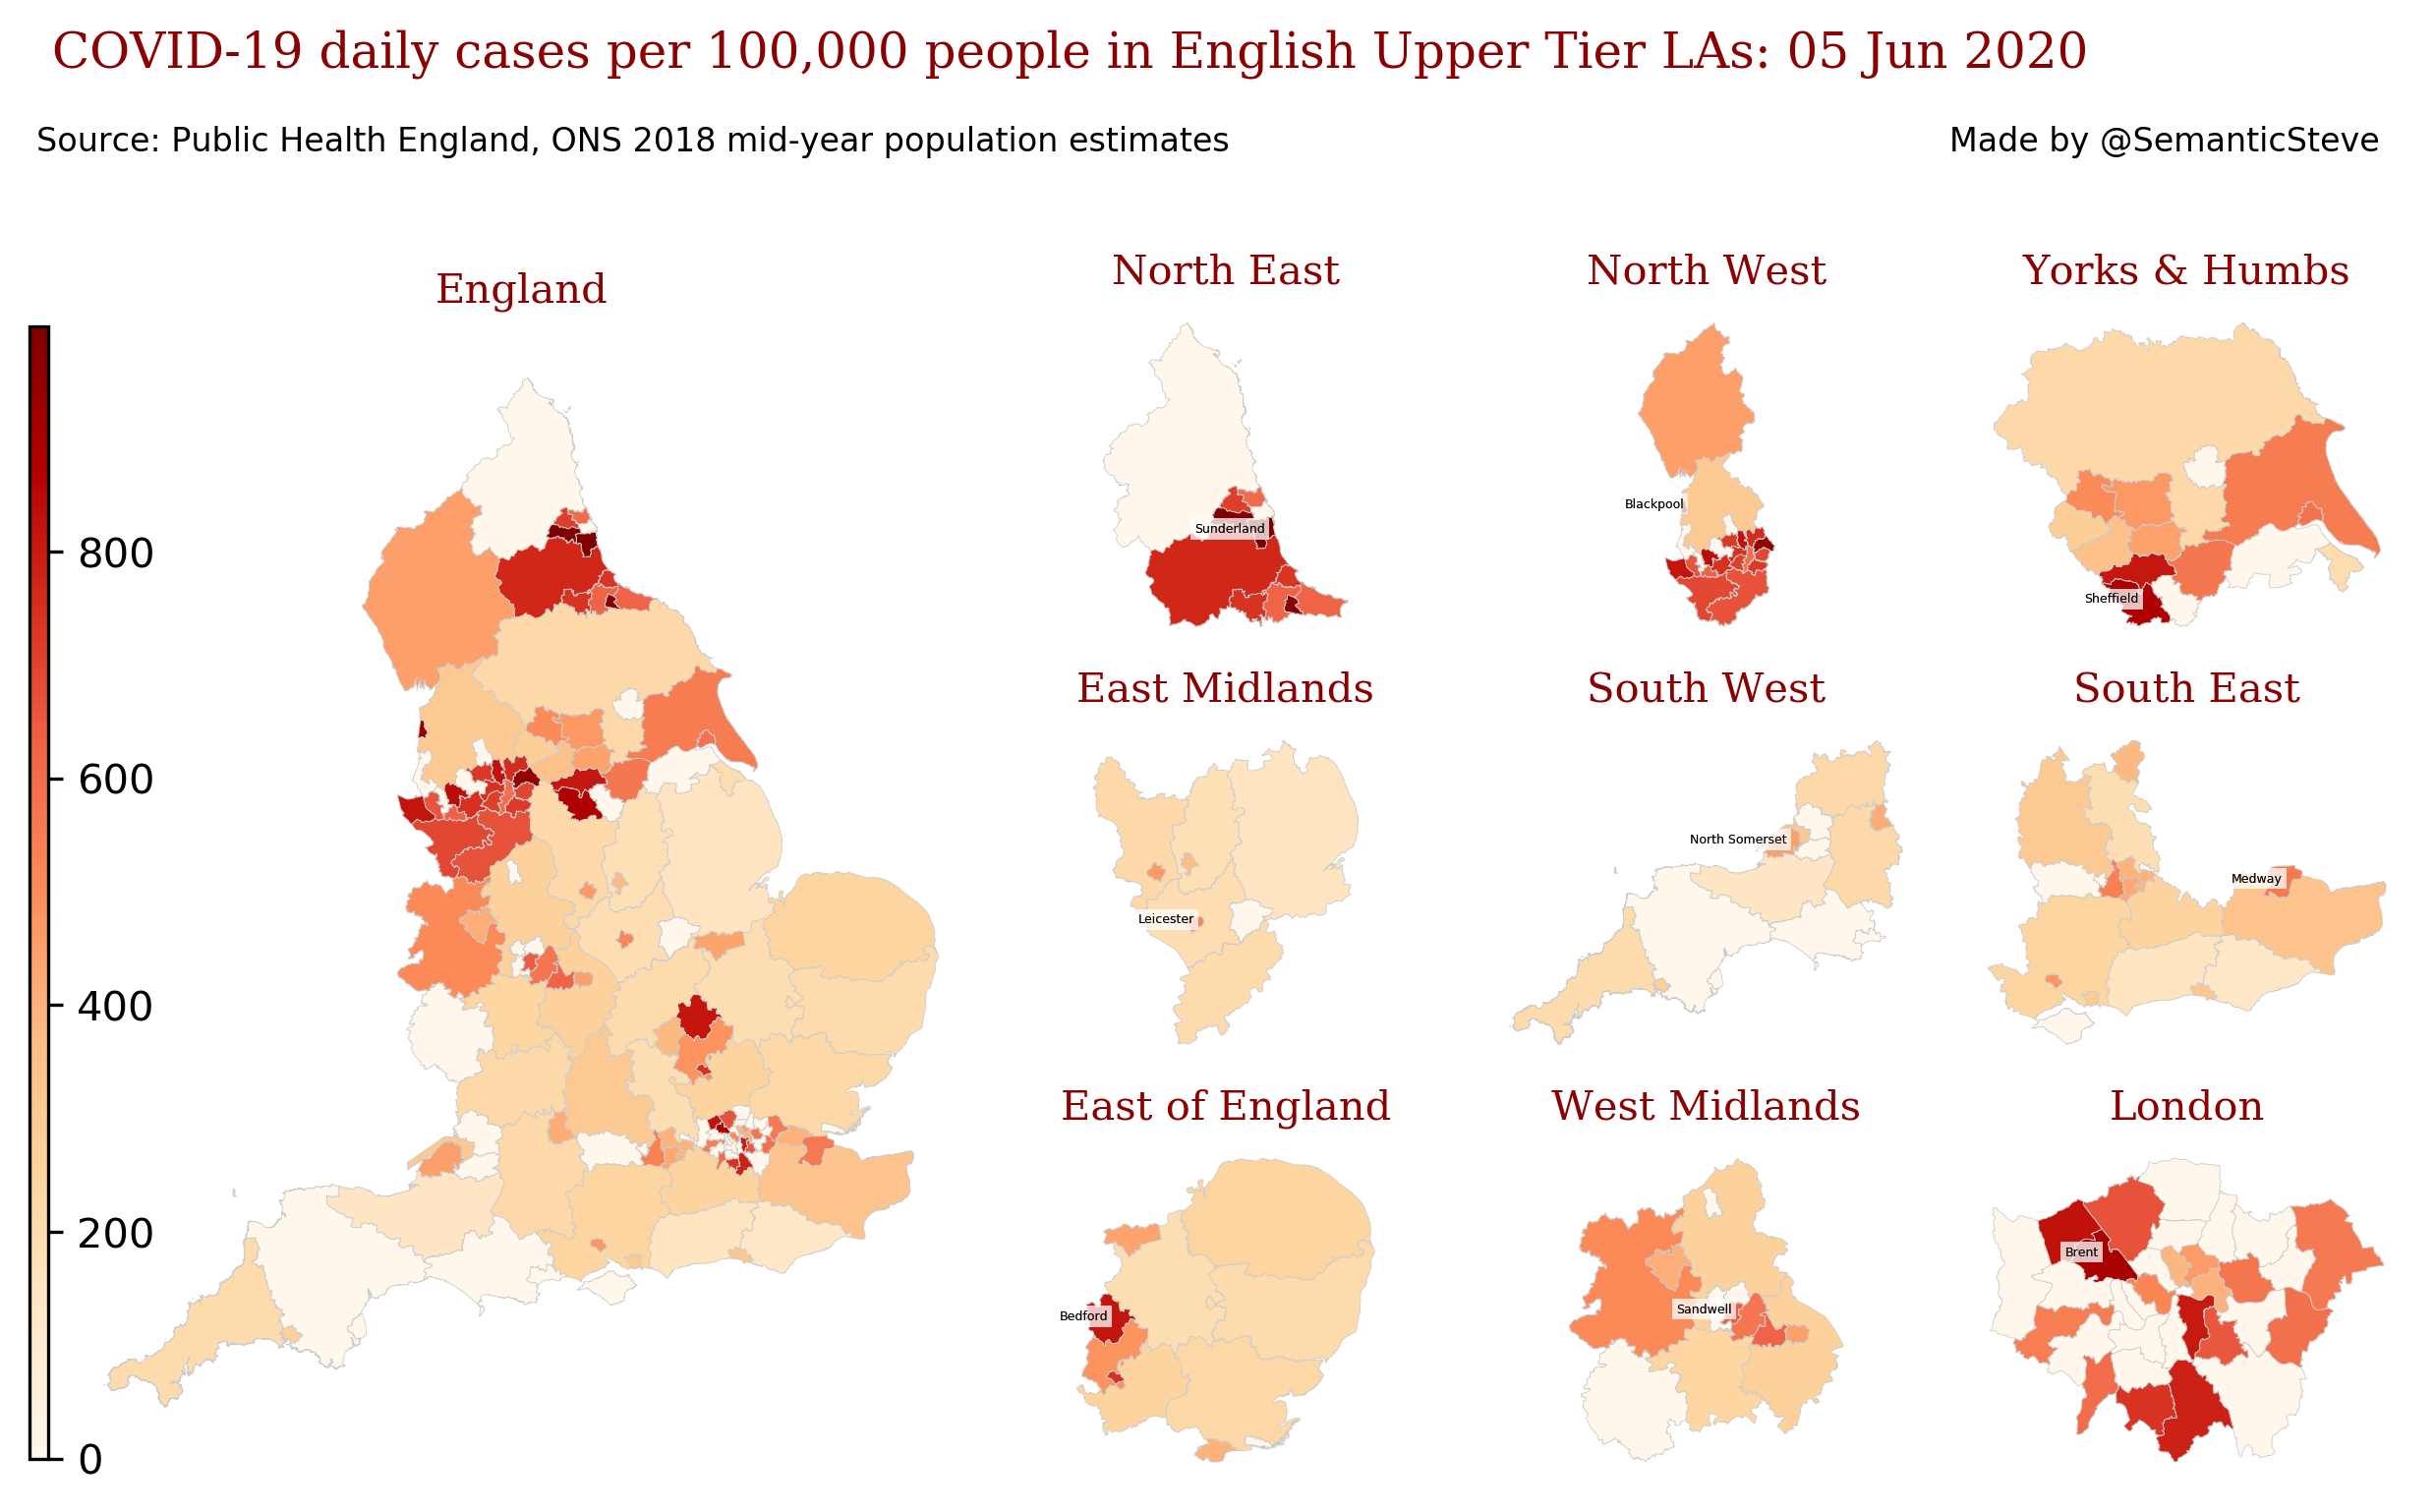 COVID-19 daily cases per 100,000 people in English Upper Tier LAs: 05 Jun 2020
Source: Public Health England, ONS 2018 mid-year population estimates
Made by @SemanticSteve
England
800
600
400
200
0
North East
Sunderland
North West
Blackpool
Yorks & Humbs
Sheffield
East Midlands
Leicester
South West
North Somerset
South East
Medway
East of England
Bedford
West Midlands
Sandwell
London
Brent